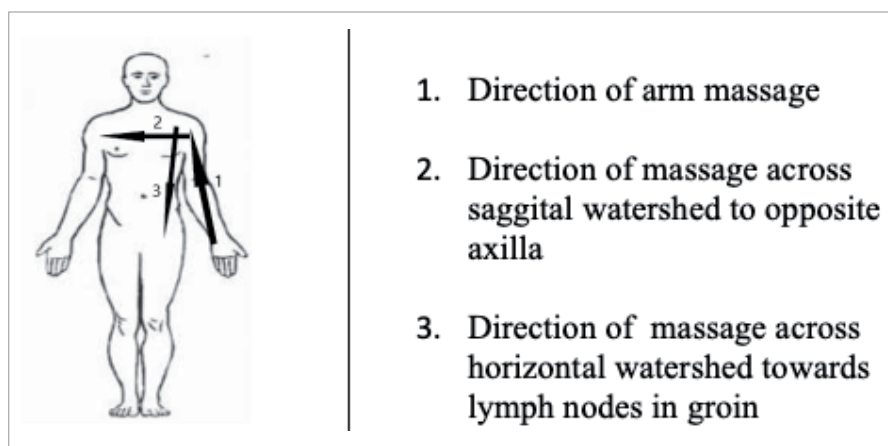 2
3
1
1. Direction of arm massage
2. Direction of massage across
saggital watershed to opposite
axilla
3. Direction of massage across
horizontal watershed towards
lymph nodes in groin